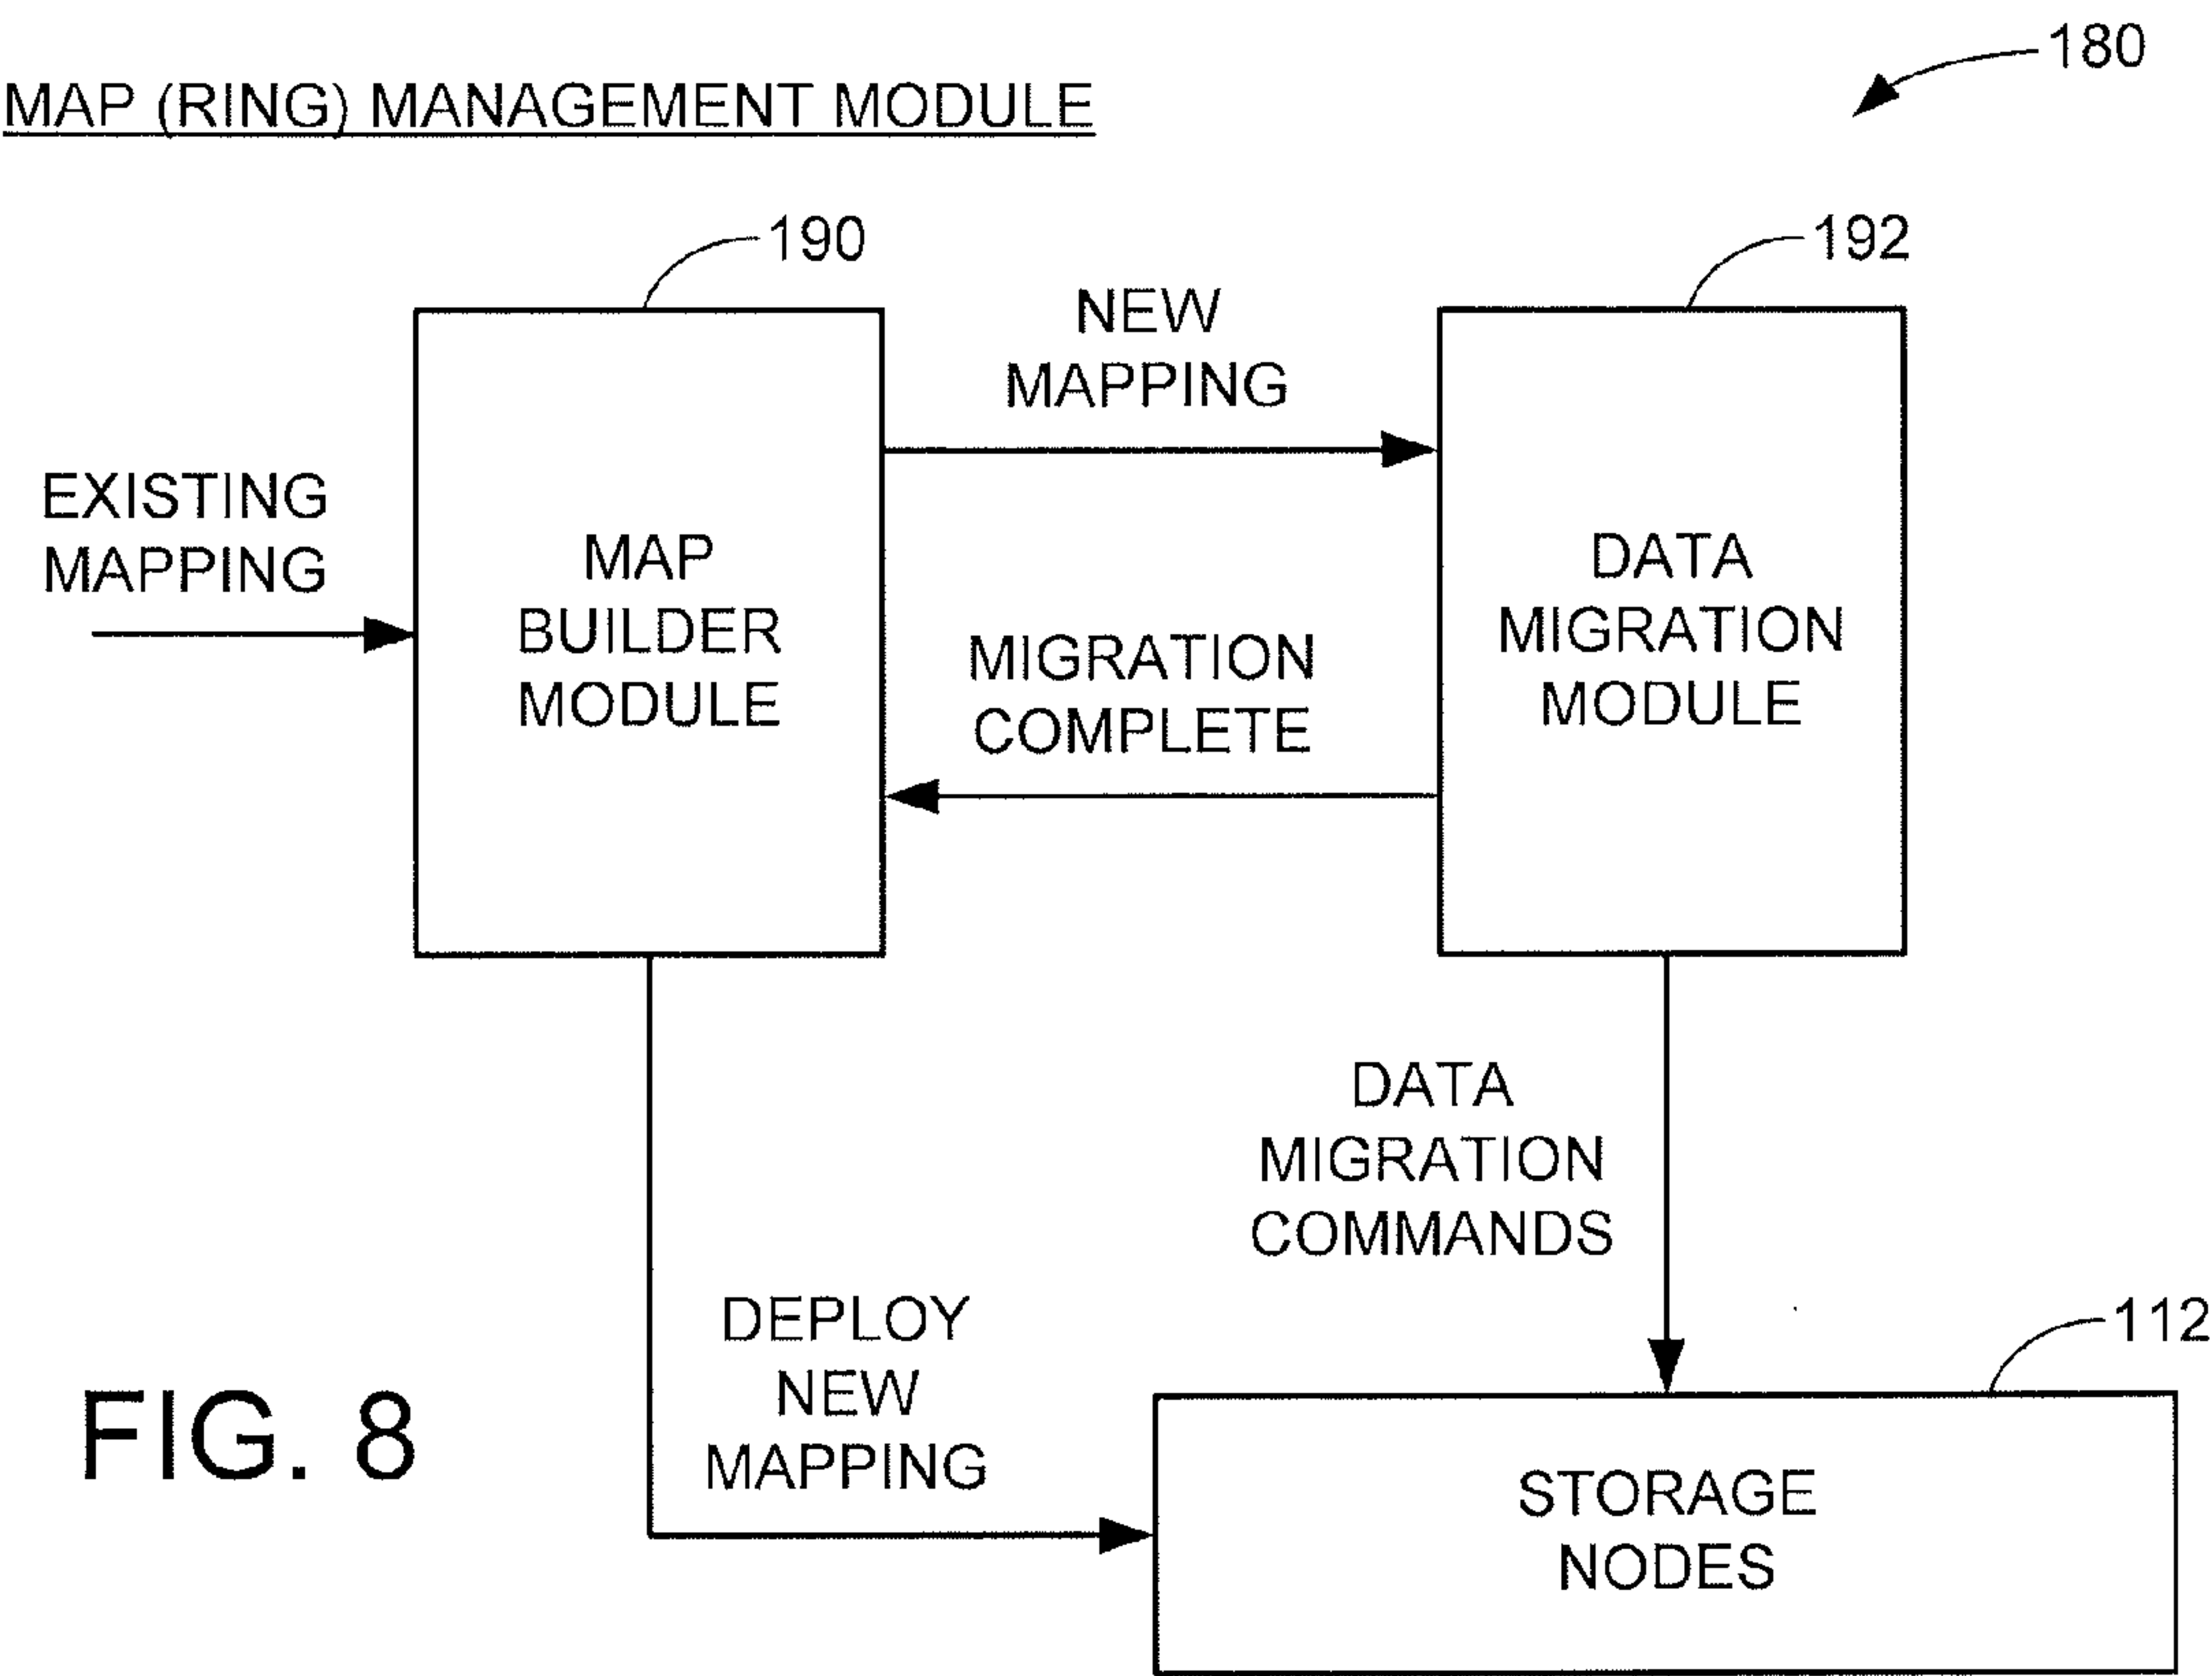 180
MAP (RING) MANAGEMENT MODULE
190
192
NEW
MAPPING
EXISTING
MAPPING
MAP
BUILDER
MODULE
DATA
MIGRATION
MODULE
MIGRATION
COMPLETE
DATA
MIGRATION
COMMANDS
DEPLOY
NEW
MAPPING
112
STORAGE
NODES
FIG. 8